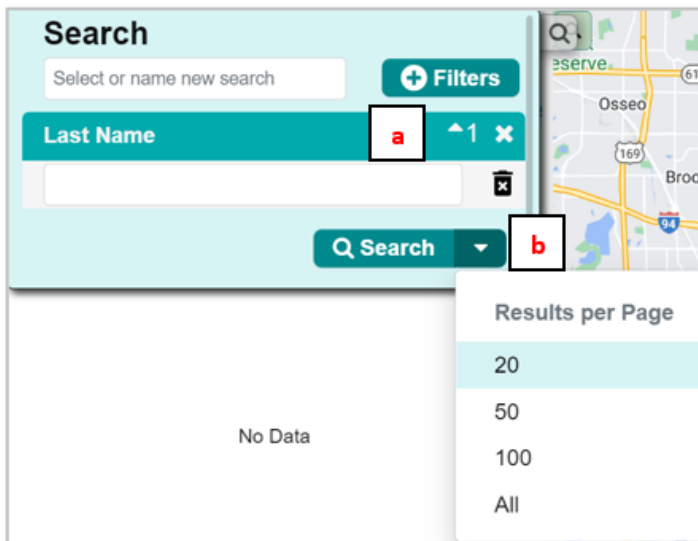 Search
Select or name new search
Filters
Last Name
a
1
Search
b
Results per Page
20
50
100
All
No Data
eserve
61
Osseo
169
Broo
94